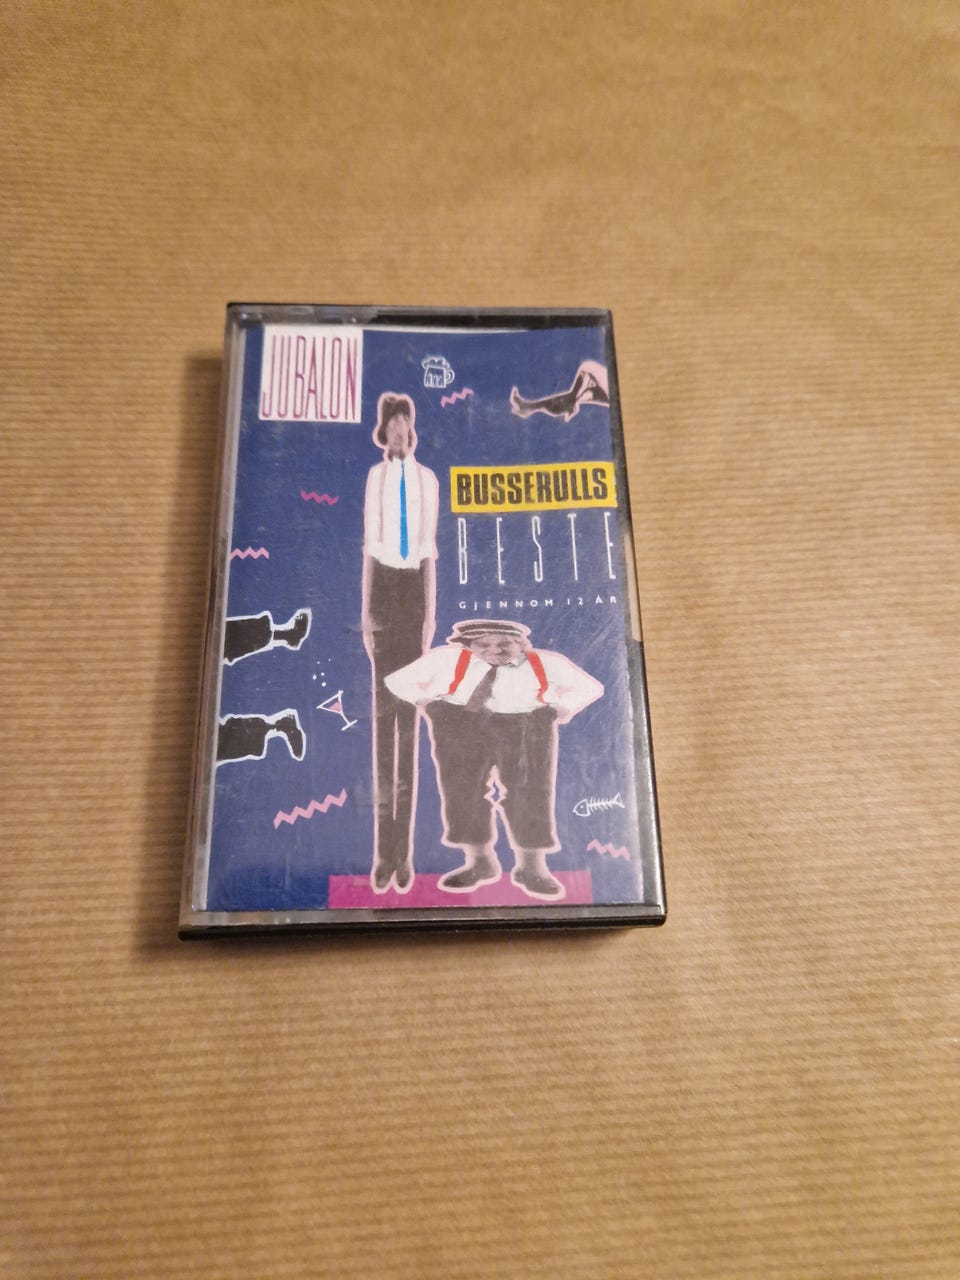 JUBALON
BUSSERULLS
BESTE
GJENNOM 12 ÅR